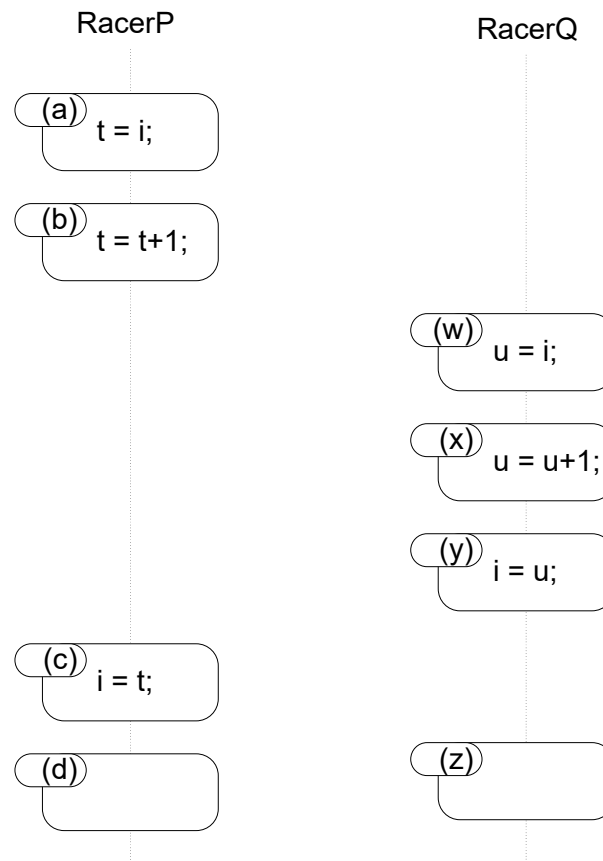 RacerP
RacerQ
(a)
t = i;
(b)
t = t+1;
(w)
u = i;
(x)
u = u+1;
(y)
i = u;
(c)
i = t;
(d)
(z)